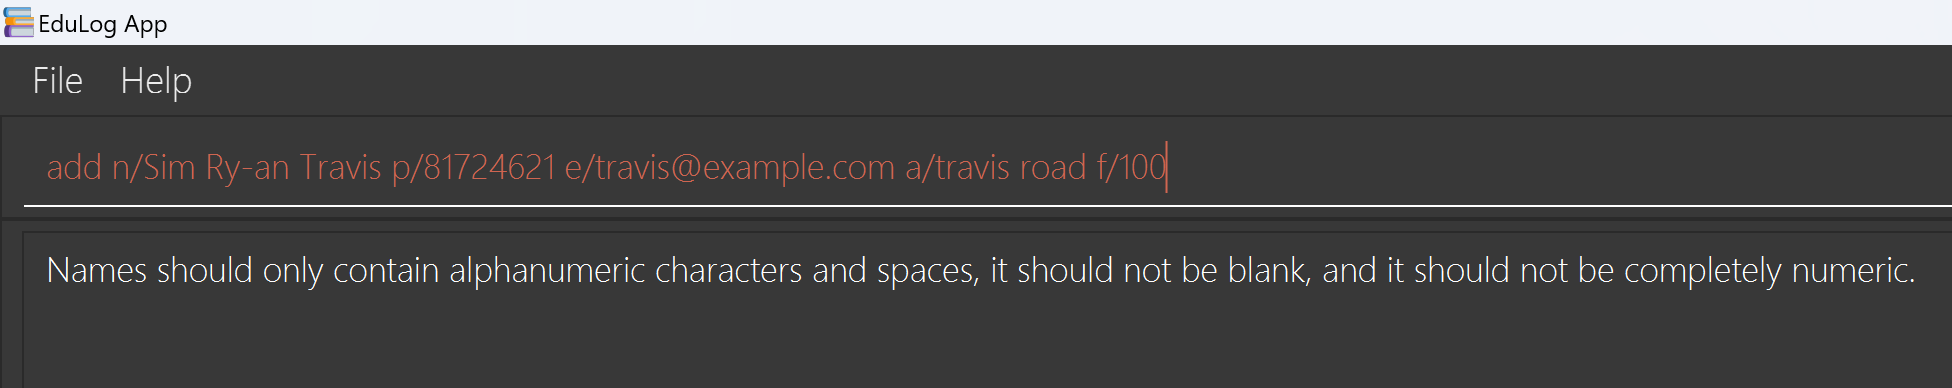 EduLog App
File Help
add n/Sim Ry-an Travis p/81724621 e/travis@example.com a/travis road f/100
Names should only contain alphanumeric characters and spaces, it should not be blank, and it should not be completely numeric.